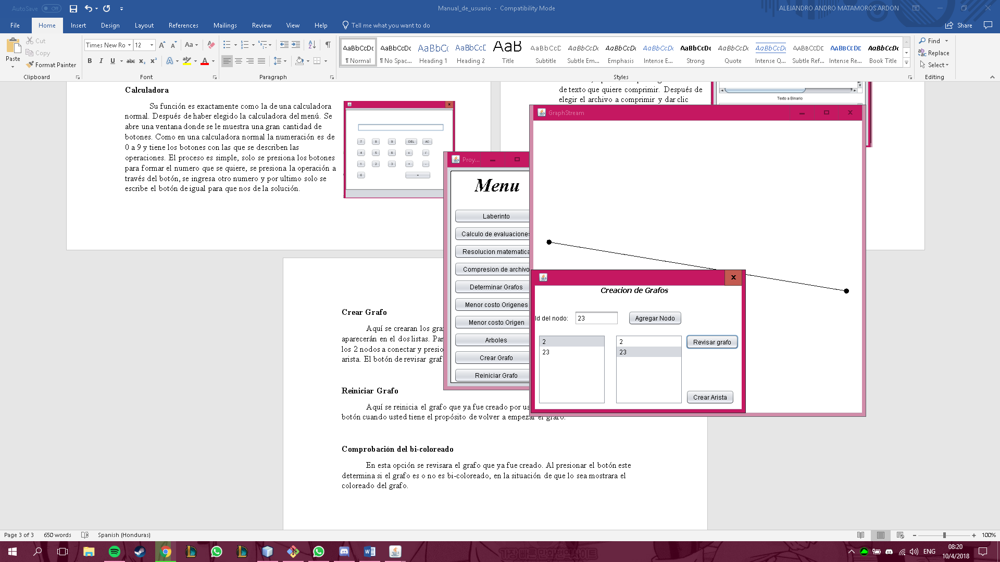 AutoSave Off
Manual_de_usuario - Compatibility Mode
ALEJANDRO ANDRO MATAMOROS ARDON
File Home Insert Design Layout References Mailings Review View Help Tell me what you want to do
Share
Paste
Cut
Copy
Format Painter
Clipboard
Times New Ro 12
Font
Paragraph
AaBbCcDc AaBbCcDc AaBbC( AaBbCcE AaB AaBbCcD AaBbCcDc AaBbCcDc AaBbCcDc AaBbCcDc AaBbCcDc AaBbCcDc AABBCCDE AABBCCDC AaBbCcDc
¶ Normal ¶ No Spac... Heading 1 Heading 2 Title Subtitle Subtle Em... Emphasis Intense E... Strong Quote Intense Q... Subtle Ref... Intense Re... Book Title
Styles
Find
Replace
Select
Editing
Calculadora
Su función es exactamente como la de una calculadora
normal. Después de haber elegido la calculadora del menú. Se
abre una ventana donde se le muestra una gran cantidad de
botones. Como en una calculadora normal la numeración es de
0 a 9 y tiene los botones con las que se describen las
operaciones. El proceso es simple, solo se presiona los botones
para formar el numero que se quiere, se presiona la operación a
través del botón, se ingresa otro numero y por ultimo solo se
escribe el botón de igual para que nos de la solución.
7 8 9 DEL AC
4 5 6 x /
1 2 3 + -
0 =
de texto que quiere comprimir. Después de
elegir el archivo a comprimir y dar clic
Texto a Binario
Proy...
Menu
Laberinto
Calculo de evaluaciones
Resolucion matematica
Compresion de archivo
Determinar Grafos
Menor costo Origenes
Menor costo Origen
Arboles
Crear Grafo
Reiniciar Grafo
GraphStream
Creacion de Grafos
Id del nodo: 23 Agregar Nodo
2 2 Revisar grafo
23 23
Crear Arista
Crear Grafo
Aquí se crearan los gra
aparecerán en el dos listas. Par
los 2 nodos a conectar y presio
arista. El botón de revisar graf
Reiniciar Grafo
Aquí se reinicia el grafo que ya fue creado por us
botón cuando usted tiene el propósito de volver a empezar el grafo.
Comprobación del bi-coloreado
En esta opción se revisara el grafo que ya fue creado. Al presionar el botón este
determina si el grafo es o no es bi-coloreado, en la situación de que lo sea mostrara el
coloreado del grafo.
Page 3 of 3 650 words Spanish (Honduras)
100%
ENG
08:20
10/4/2018